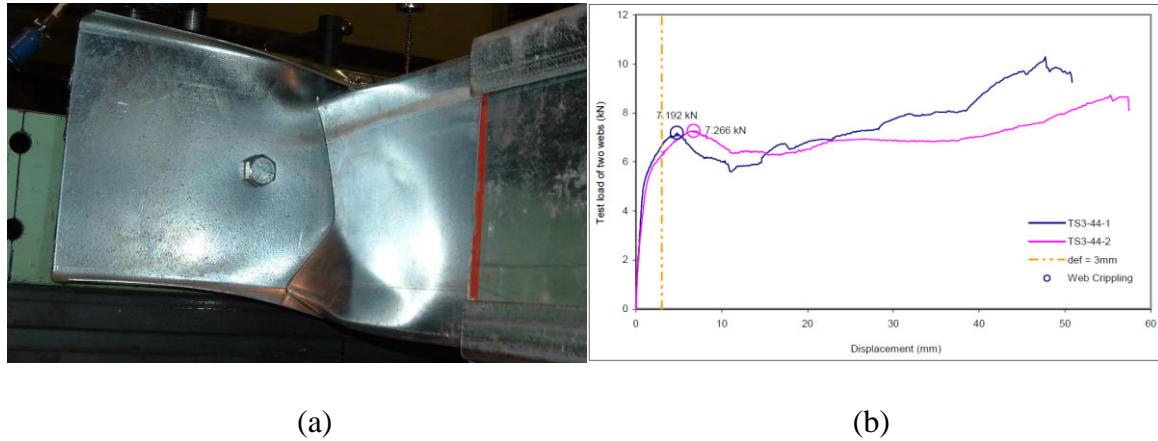 12
10
8
6
4
2
0
Test load of two webs (kN)
7.192 kN
7.266 kN
TS3-44-1
TS3-44-2
def = 3mm
Web Crippling
0 10 20 30 40 50 60
Displacement (mm)
(a) (b)